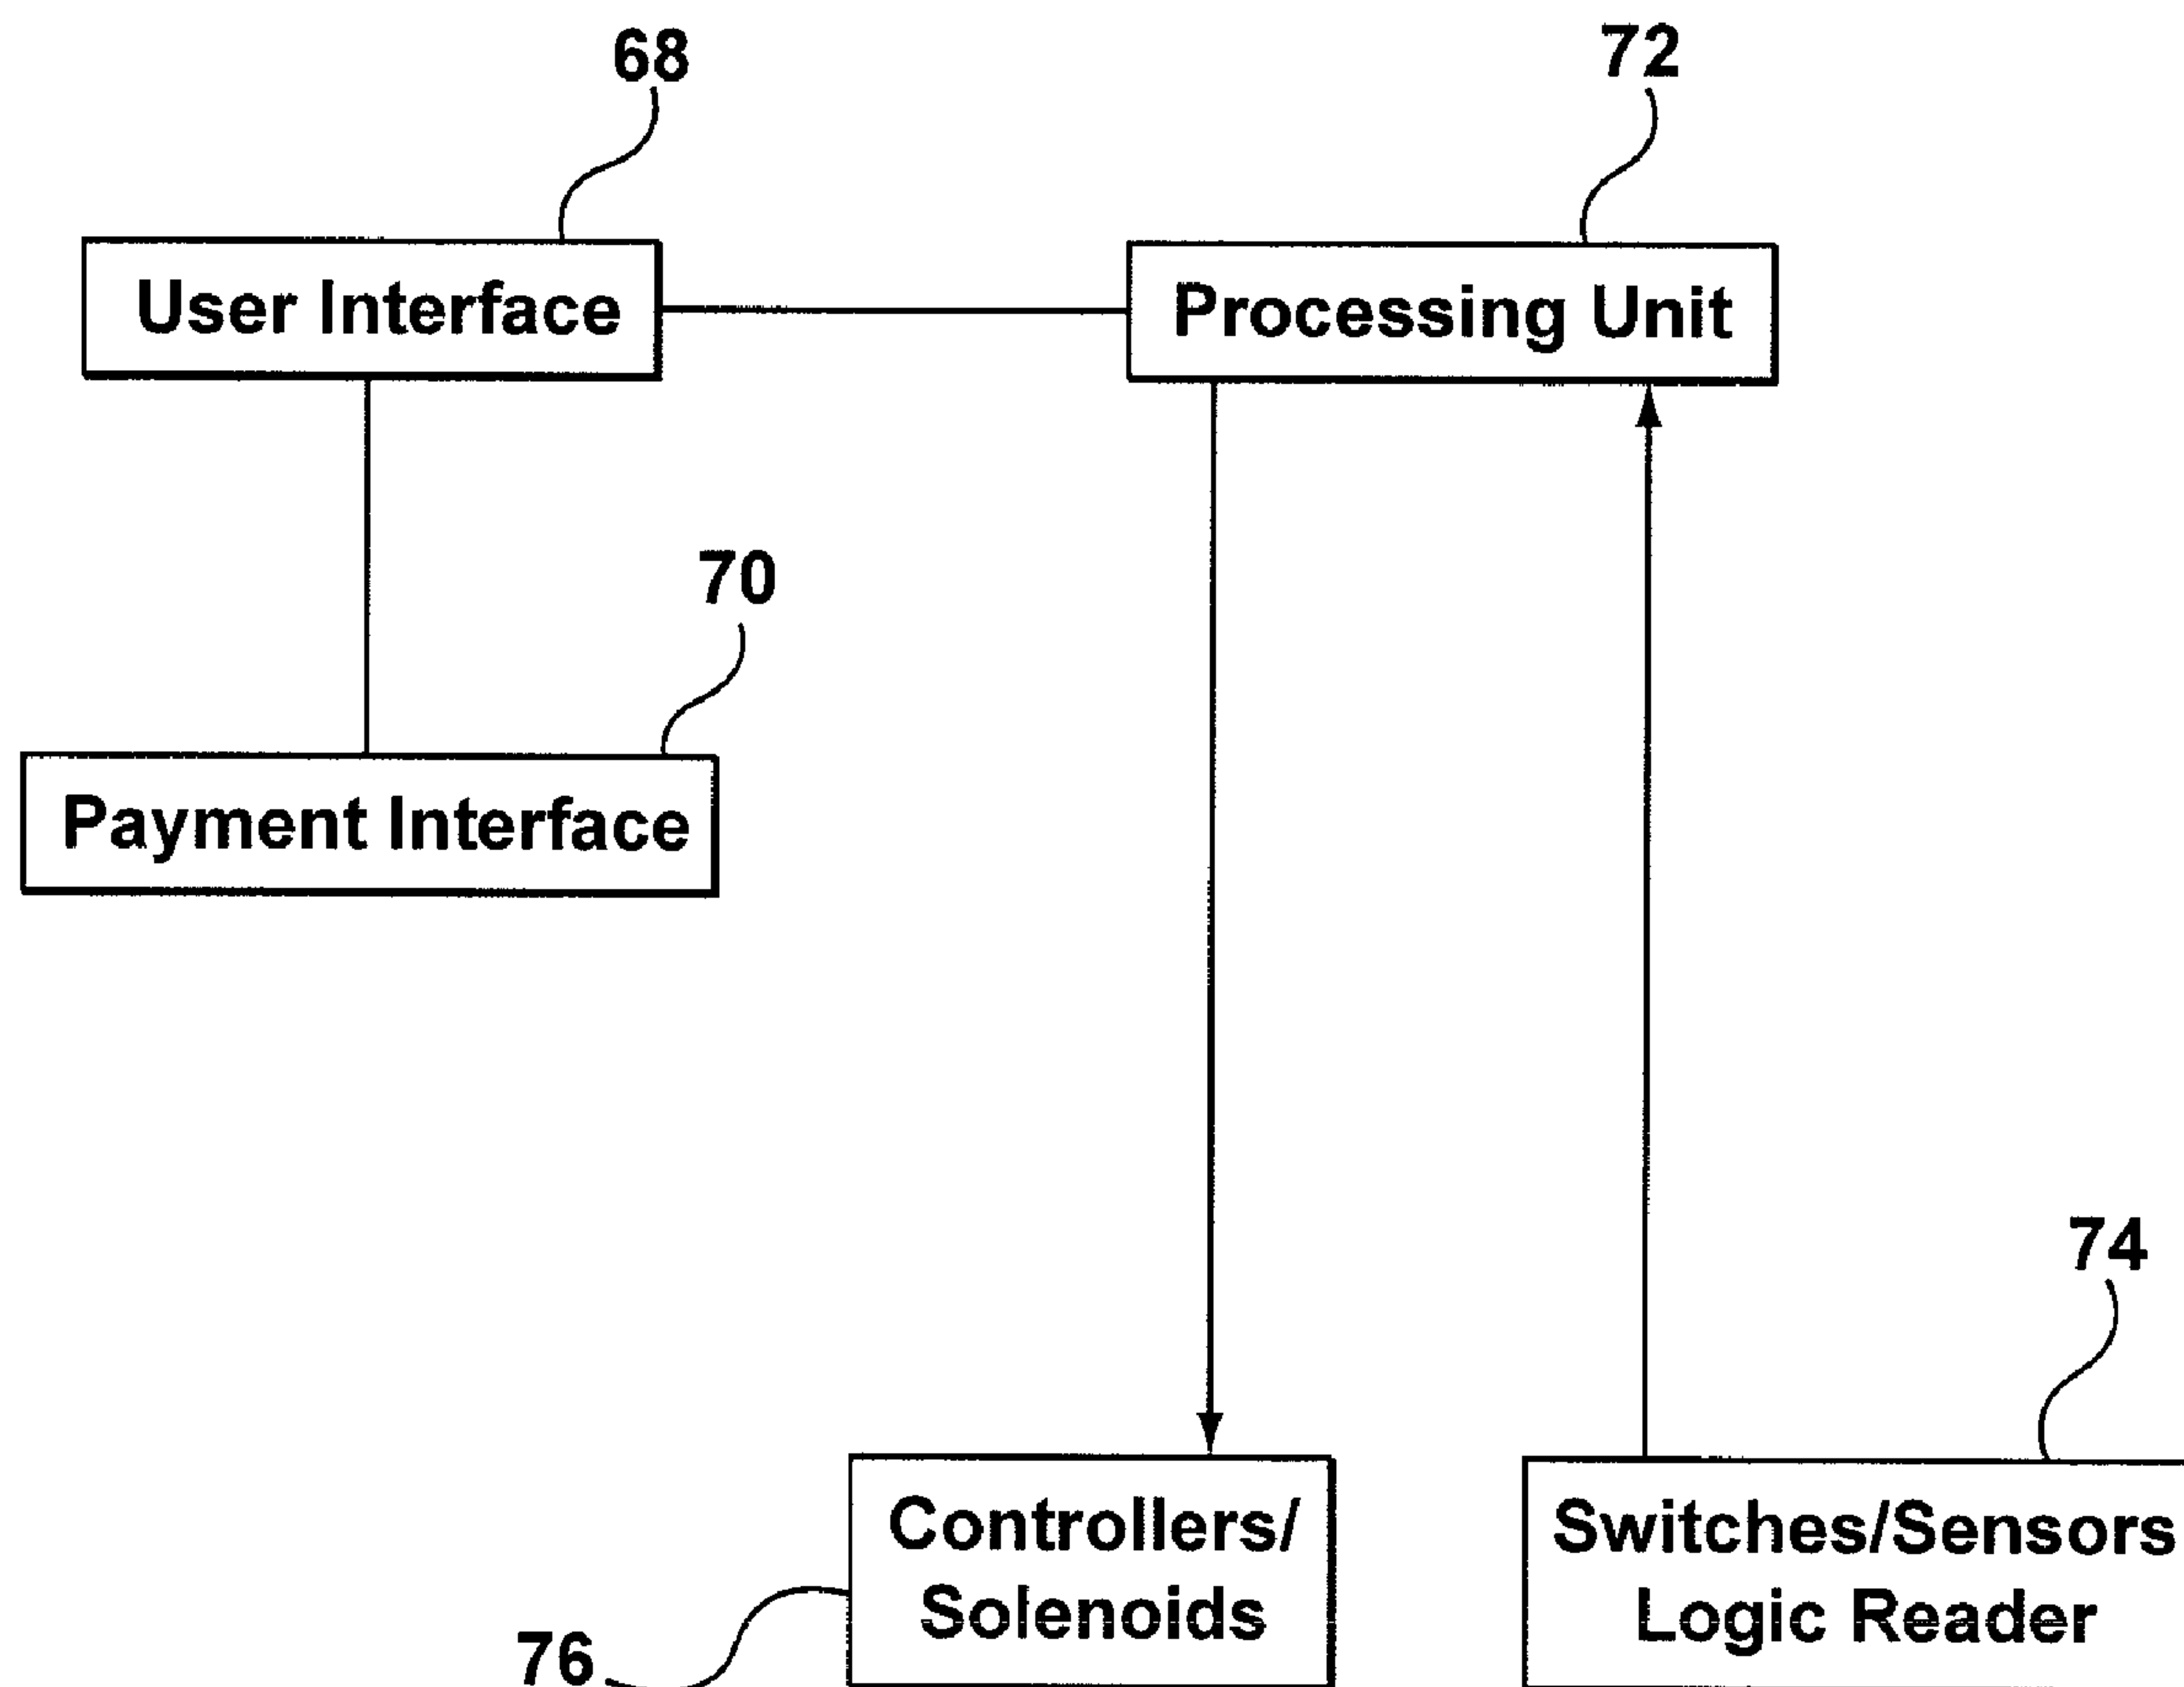 68
72
User Interface
Processing Unit
70
Payment Interface
74
Controllers/
Solenoids
Switches/Sensors
Logic Reader
76